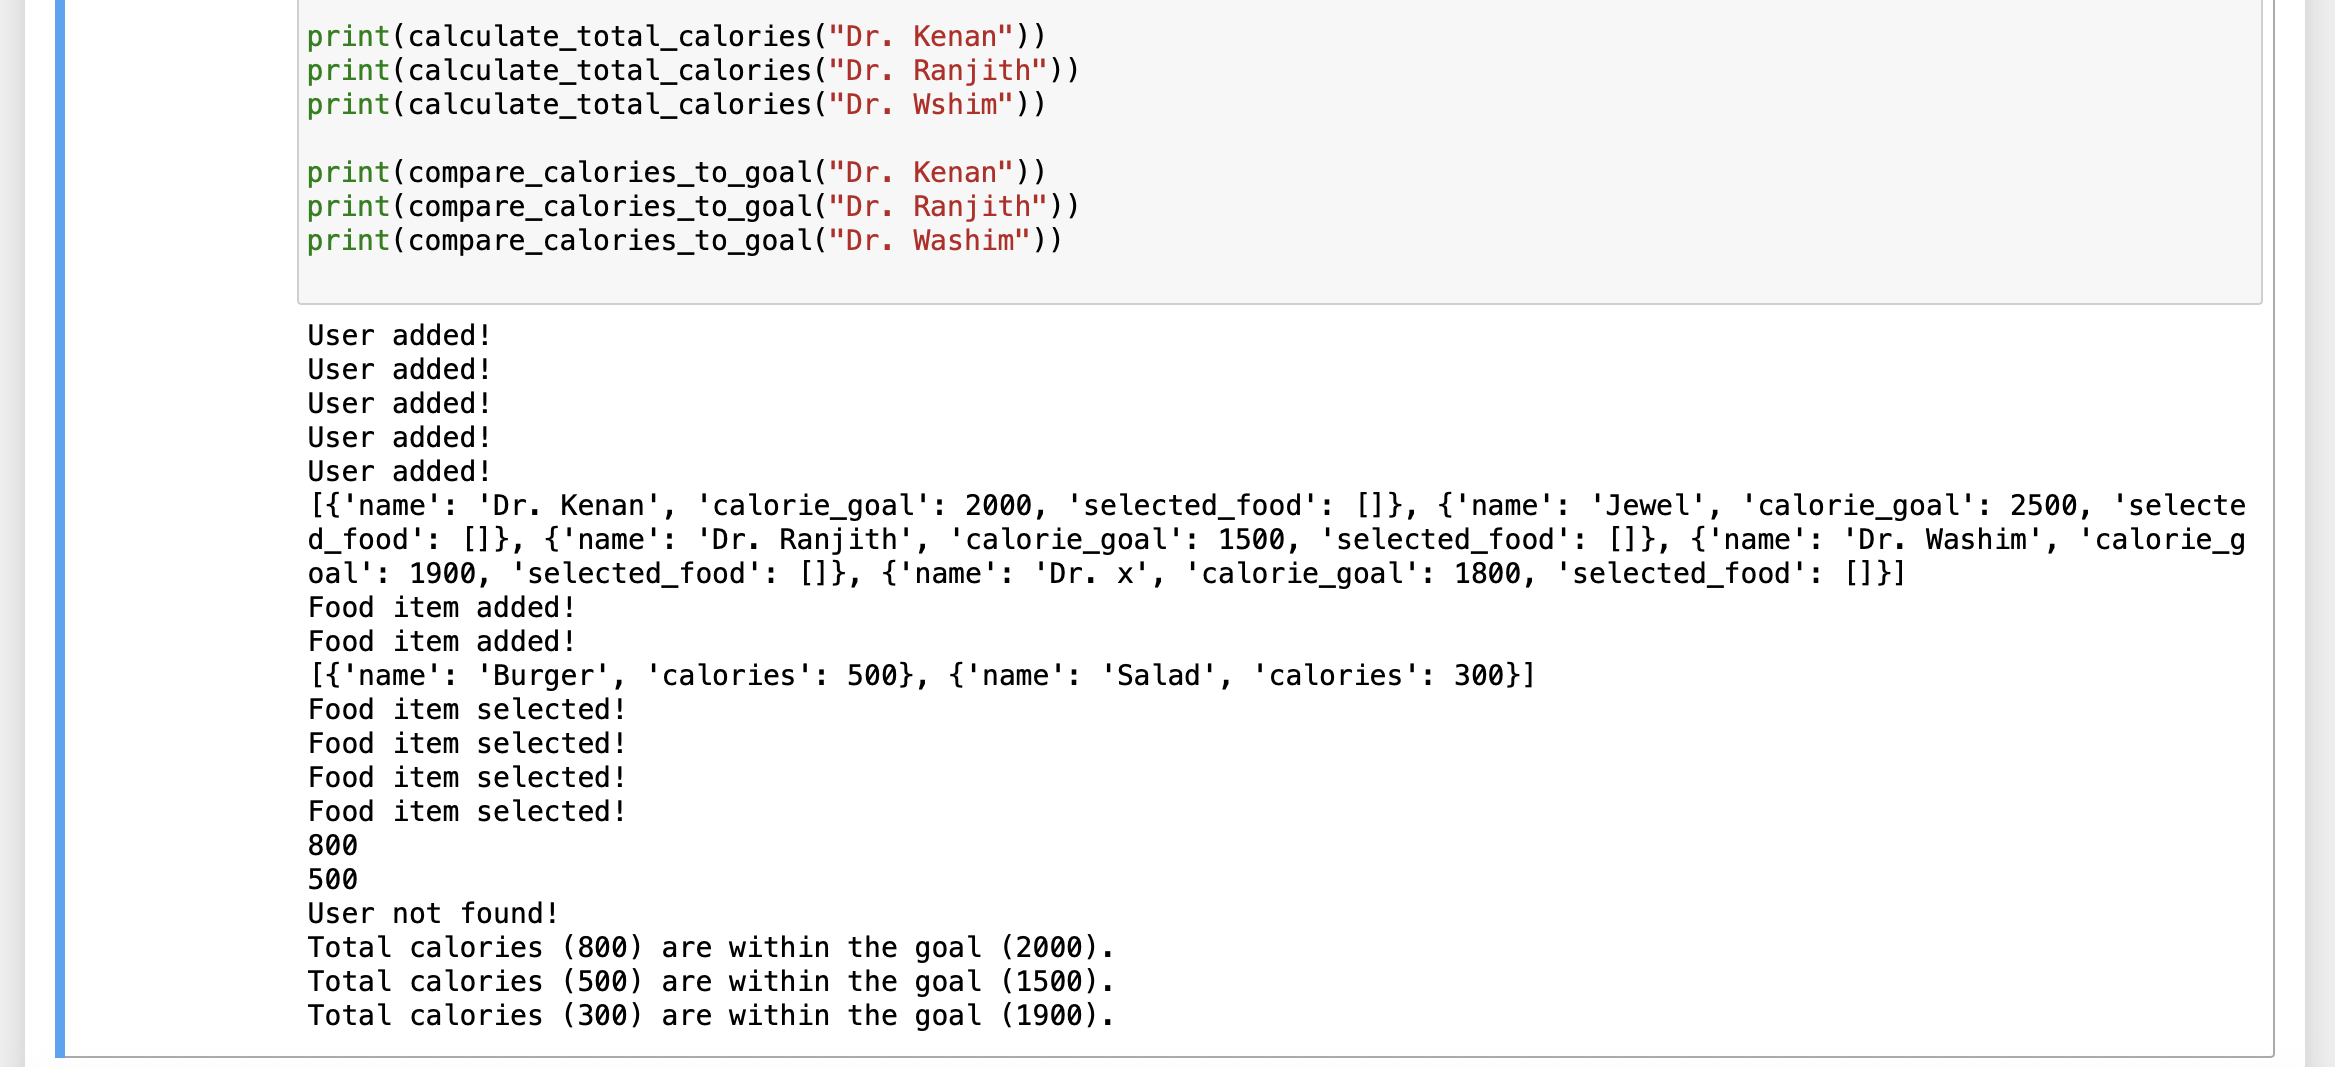 print(calculate_total_calories("Dr. Kenan"))
print(calculate_total_calories("Dr. Ranjith"))
print(calculate_total_calories("Dr. Wshim"))
print(compare_calories_to_goal("Dr. Kenan"))
print(compare_calories_to_goal("Dr. Ranjith"))
print(compare_calories_to_goal("Dr. Washim"))
User added!
User added!
User added!
User added!
User added!
[{'name': 'Dr. Kenan', 'calorie_goal': 2000, 'selected_food': []}, {'name': 'Jewel', 'calorie_goal': 2500, 'selecte
d_food': []}, {'name': 'Dr. Ranjith', 'calorie_goal': 1500, 'selected_food': []}, {'name': 'Dr. Washim', 'calorie_g
oal': 1900, 'selected_food': []}, {'name': 'Dr. x', 'calorie_goal': 1800, 'selected_food': []}]
Food item added!
Food item added!
[{'name': 'Burger', 'calories': 500}, {'name': 'Salad', 'calories': 300}]
Food item selected!
Food item selected!
Food item selected!
Food item selected!
800
500
User not found!
Total calories (800) are within the goal (2000).
Total calories (500) are within the goal (1500).
Total calories (300) are within the goal (1900).